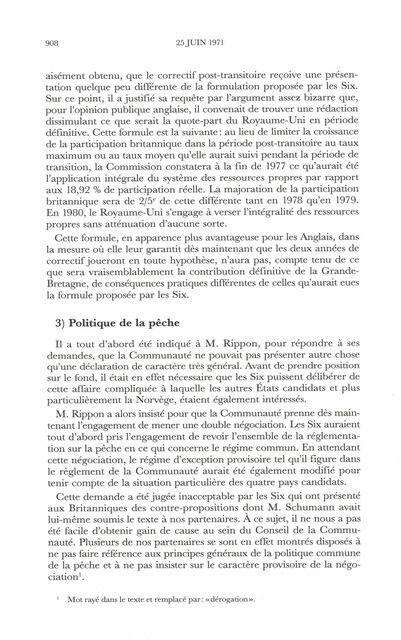 908
25 JUIN 1971
aisément obtenu, que le correctif post-transitoire reçoive une présen-
tation quelque peu différente de la formulation proposée par les Six.
Sur ce point, il a justifié sa requête par l'argument assez bizarre que,
pour l'opinion publique anglaise, il convenait de trouver une rédaction
dissimulant ce que serait la quote-part du Royaume-Uni en période
définitive. Cette formule est la suivante : au lieu de limiter la croissance
de la participation britannique dans la période post-transitoire au taux
maximum ou au taux moyen qu'elle aurait suivi pendant la période de
transition, la Commission constatera à la fin de 1977 ce qu'aurait été
l'application intégrale du système des ressources propres par rapport
aux 18,92 % de participation réelle. La majoration de la participation
britannique sera de 2/5e de cette différente tant en 1978 qu'en 1979.
En 1980, le Royaume-Uni s'engage à verser l'intégralité des ressources
propres sans atténuation d'aucune sorte.
Cette formule, en apparence plus avantageuse pour les Anglais, dans
la mesure où elle leur garantit dès maintenant que les deux années de
correctif joueront en toute hypothèse, n'aura pas, compte tenu de ce
que sera vraisemblablement la contribution définitive de la Grande-
Bretagne, de conséquences pratiques différentes de celles qu'aurait eues
la formule proposée par les Six.
3) Politique de la pêche
Il a tout d'abord été indiqué à M. Rippon, pour répondre à ses
demandes, que la Communauté ne pouvait pas présenter autre chose
qu'une déclaration de caractère très général. Avant de prendre position
sur le fond, il était en effet nécessaire que les Six puissent délibérer de
cette affaire compliquée à laquelle les autres États candidats et plus
particulièrement la Norvège, étaient également intéressés.
M. Rippon a alors insisté pour que la Communauté prenne dès main-
tenant l'engagement de mener une double négociation. Les Six auraient
tout d'abord pris l'engagement de revoir l'ensemble de la réglementa-
tion sur la pêche en ce qui concerne le régime commun. En attendant
cette négociation, le régime d'exception provisoire tel qu'il figure dans
le règlement de la Communauté aurait été également modifié pour
tenir compte de la situation particulière des quatre pays candidats.
Cette demande a été jugée inacceptable par les Six qui ont présenté
aux Britanniques des contre-propositions dont M. Schumann avait
lui-même soumis le texte à nos partenaires. À ce sujet, il ne nous a pas
été facile d'obtenir gain de cause au sein du Conseil de la Commu-
nauté. Plusieurs de nos partenaires se sont en effet montrés disposés à
ne pas faire référence aux principes généraux de la politique commune
de la pêche et à ne pas insister sur le caractère provisoire de la négo-
ciation1.
1 Mot rayé dans le texte et remplacé par : « dérogation ».